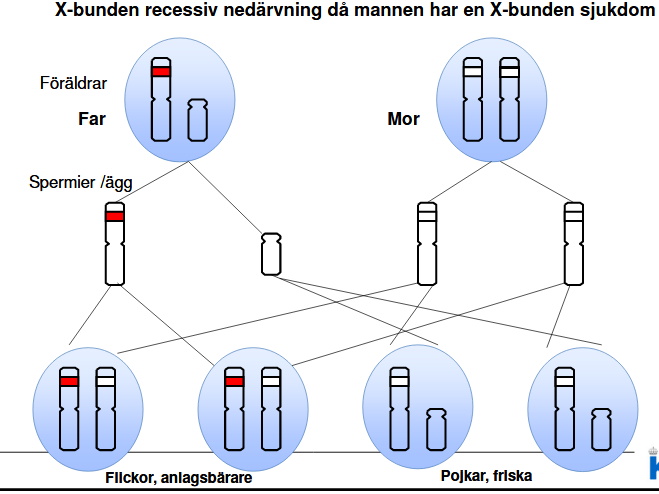 X-bunden recessiv nedärvning då mannen har en X-bunden sjukdom
Föräldrar
Far
Mor
Spermier /ägg
Flickor, anlagsbärare
Pojkar, friska
K